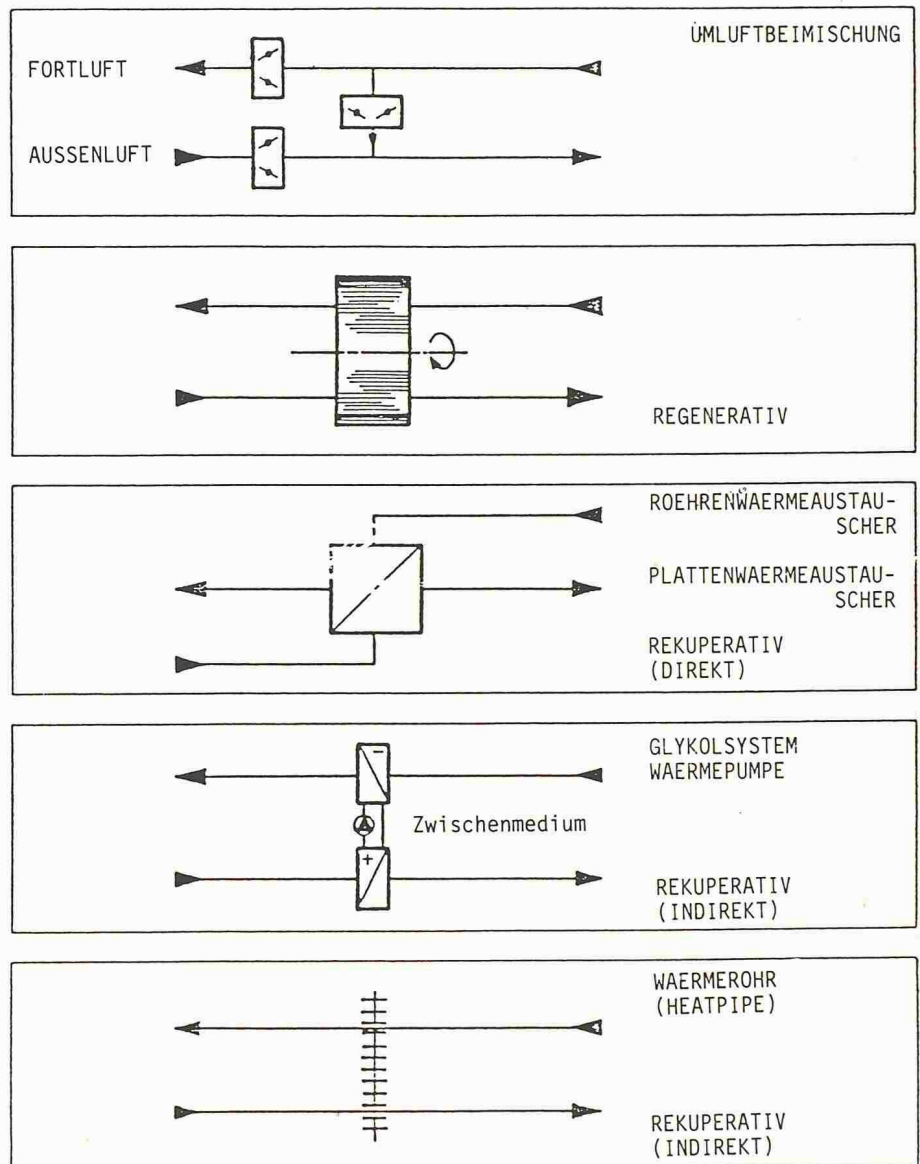 ÜMLUFTBEIMISCHUNG
FORTLUFT
AUSSENLUFT
REGENERATIV
ROEHRENWAERMEAUSTAU-
SCHER
PLATTENWAERMEAUSTAU-
SCHER
REKUPERATIV
(DIREKT)
GLYKOLSYSTEM
WAERMEPUMPE
-
Zwischenmedium
+
REKUPERATIV
(INDIREKT)
WAERMEROHR
(HEATPIPE)
REKUPERATIV
(INDIREKT)